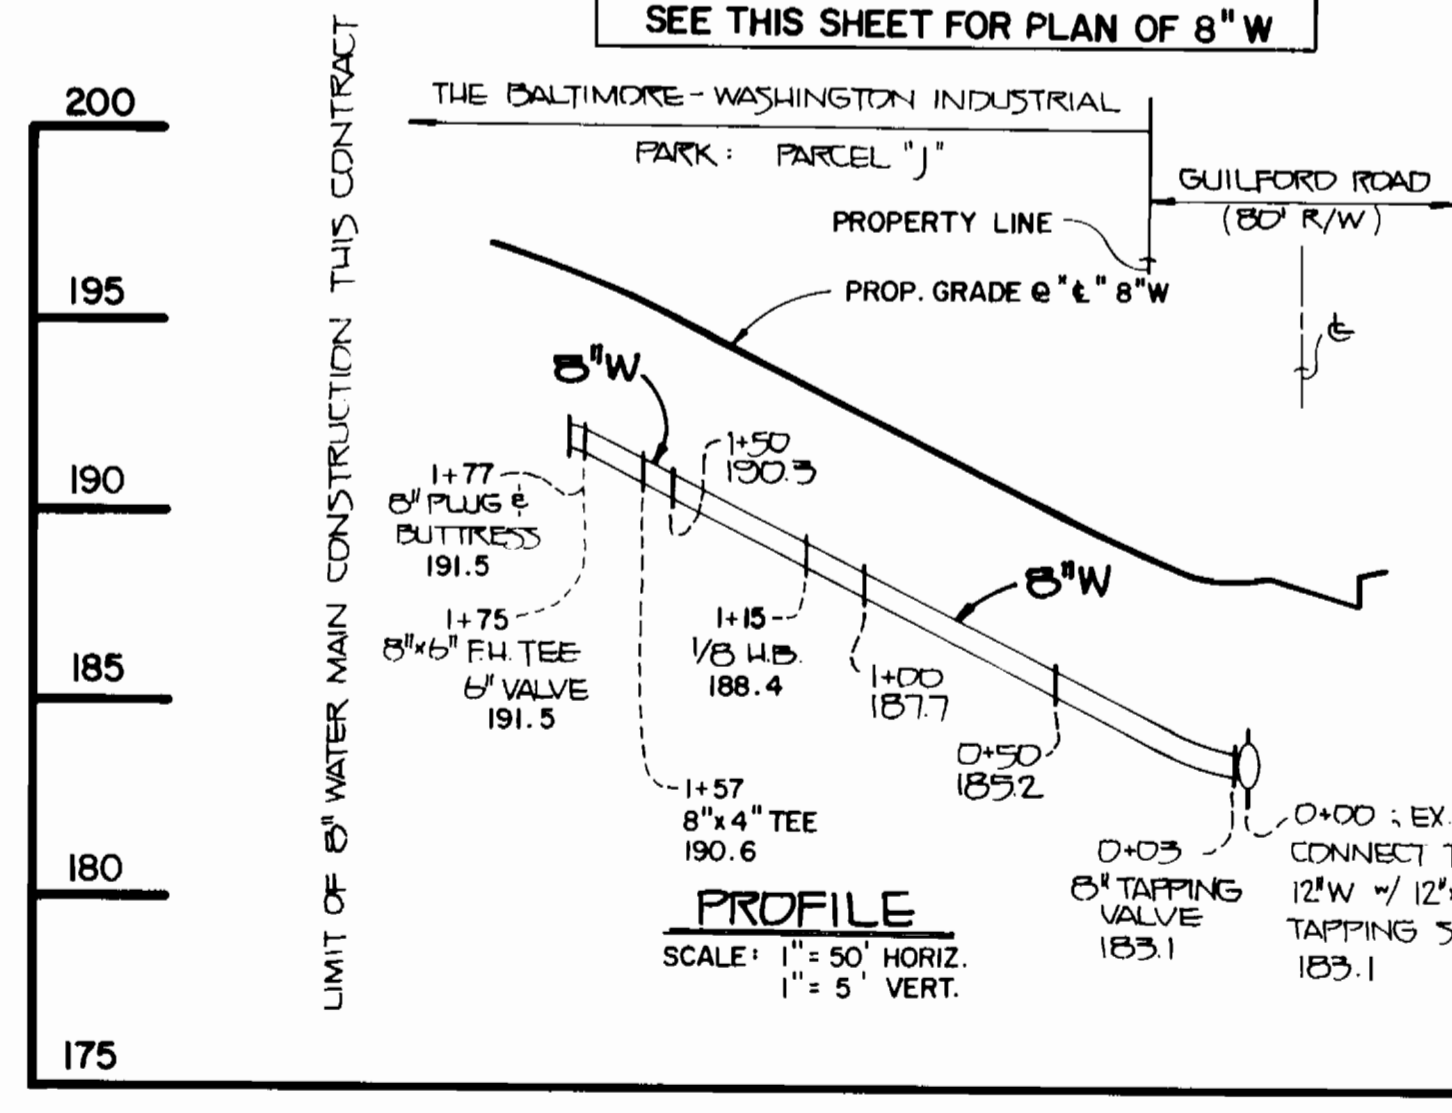 SEE THIS SHEET FOR PLAN OF 8" W
THE BALTIMORE-WASHINGTON INDUSTRIAL
PARK: PARCEL "J"
GUILFORD ROAD
(80' R/W)
PROPERTY LINE
PROP. GRADE @ "℄" 8"W
℄
200
195
190
185
180
175
LIMIT OF 8" WATER MAIN CONSTRUCTION THIS CONTRACT
8"W
1+50
190.3
1+77
8" PLUG &
BUTTRESS
191.5
1+75
8"x6" F.H. TEE
6" VALVE
191.5
1+15
1/8 H.B.
188.4
8"W
1+00
187.7
0+50
185.2
1+57
8"x4" TEE
190.6
0+03
8" TAPPING
VALVE
183.1
0+00; EX.
CONNECT
12"W w/ 12"
TAPPING
183.1
PROFILE
SCALE: 1" = 50' HORIZ.
1" = 5' VERT.